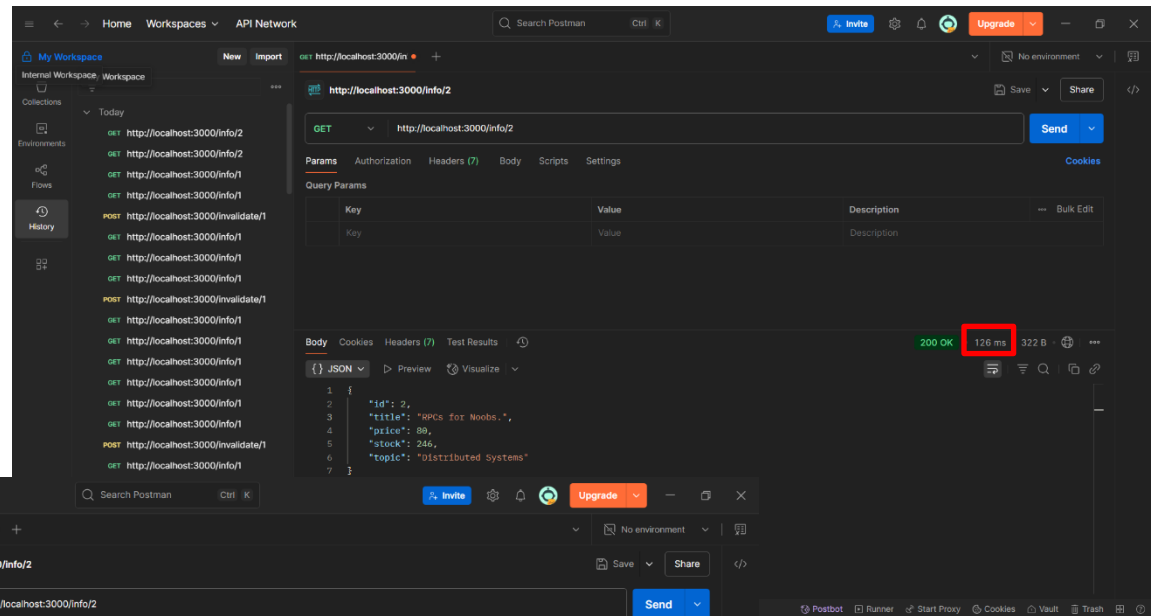 Home Workspaces API Network Search Postman Ctrl K Invite Upgrade
My Workspace New Import GET http://localhost:3000/in + No environment
Internal Workspace Workspace
Collections
Environments
Flows
History
Today
GET http://localhost:3000/info/2
GET http://localhost:3000/info/2
GET http://localhost:3000/info/1
GET http://localhost:3000/info/1
POST http://localhost:3000/invalidate/1
GET http://localhost:3000/info/1
GET http://localhost:3000/info/1
GET http://localhost:3000/info/1
POST http://localhost:3000/invalidate/1
GET http://localhost:3000/info/1
GET http://localhost:3000/info/1
GET http://localhost:3000/info/1
GET http://localhost:3000/info/1
GET http://localhost:3000/info/1
GET http://localhost:3000/info/1
POST http://localhost:3000/invalidate/1
GET http://localhost:3000/info/1
http://localhost:3000/info/2 Save Share
GET http://localhost:3000/info/2 Send
Params Authorization Headers (7) Body Scripts Settings Cookies
Query Params
Key Value Description Bulk Edit
Key Value Description
Body Cookies Headers (7) Test Results 200 OK 126 ms 322 B
{} JSON Preview Visualize
1 {
2 "id": 2,
3 "title": "RPCs for Noobs.",
4 "price": 80,
5 "stock": 246,
6 "topic": "Distributed Systems"
7 }
Search Postman Ctrl K Invite Upgrade
+ No environment
/info/2 Save Share
/localhost:3000/info/2 Send
Postbot Runner Start Proxy Cookies Vault Trash